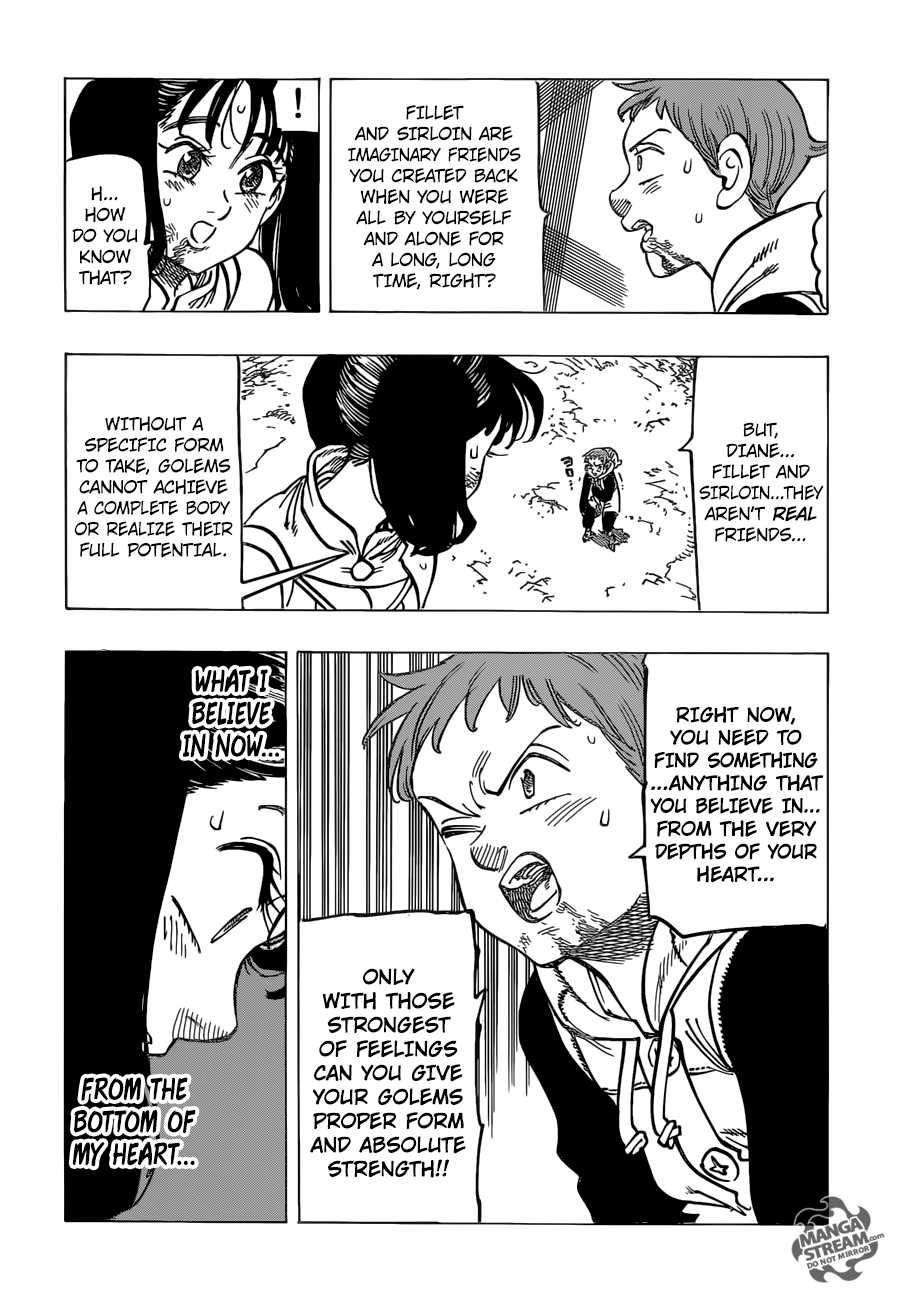 FILLET
AND SIRLOIN ARE
IMAGINARY FRIENDS
YOU CREATED BACK
WHEN YOU WERE
ALL BY YOURSELF
AND ALONE FOR
A LONG, LONG
TIME, RIGHT?
!
H...
HOW
DO YOU
KNOW
THAT?
BUT,
DIANE...
FILLET AND
SIRLOIN...THEY
AREN'T REAL
FRIENDS...
WITHOUT A
SPECIFIC FORM
TO TAKE, GOLEMS
CANNOT ACHIEVE
A COMPLETE BODY
OR REALIZE THEIR
FULL POTENTIAL.
RIGHT NOW,
YOU NEED TO
FIND SOMETHING
...ANYTHING THAT
YOU BELIEVE IN...
FROM THE VERY
DEPTHS OF YOUR
HEART...
ONLY
WITH THOSE
STRONGEST
OF FEELINGS
CAN YOU GIVE
YOUR GOLEMS
PROPER FORM
AND ABSOLUTE
STRENGTH!!
WHAT I
BELIEVE
IN NOW...
FROM THE
BOTTOM OF
MY HEART...
MANGA
STREAM.com
DO NOT MIRROR